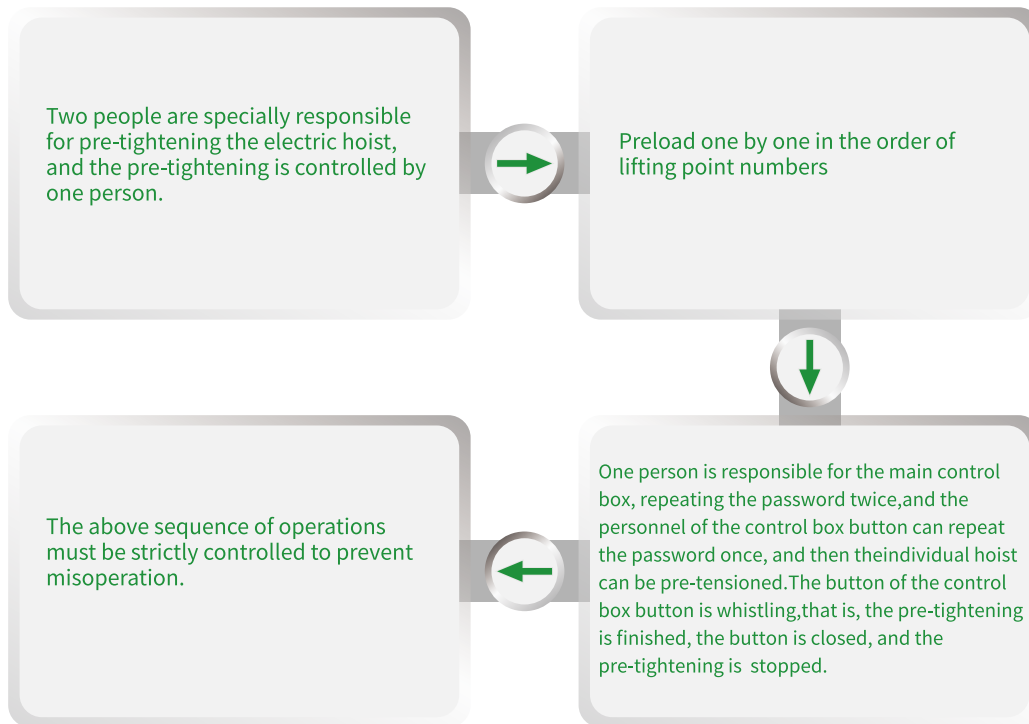 Two people are specially responsible
for pre-tightening the electric hoist,
and the pre-tightening is controlled by
one person.
Preload one by one in the order of
lifting point numbers
One person is responsible for the main control
box, repeating the password twice,and the
personnel of the control box button can repeat
the password once, and then theindividual hoist
can be pre-tensioned.The button of the control
box button is whistling,that is, the pre-tightening
is finished, the button is closed, and the
pre-tightening is  stopped.
The above sequence of operations
must be strictly controlled to prevent
misoperation.